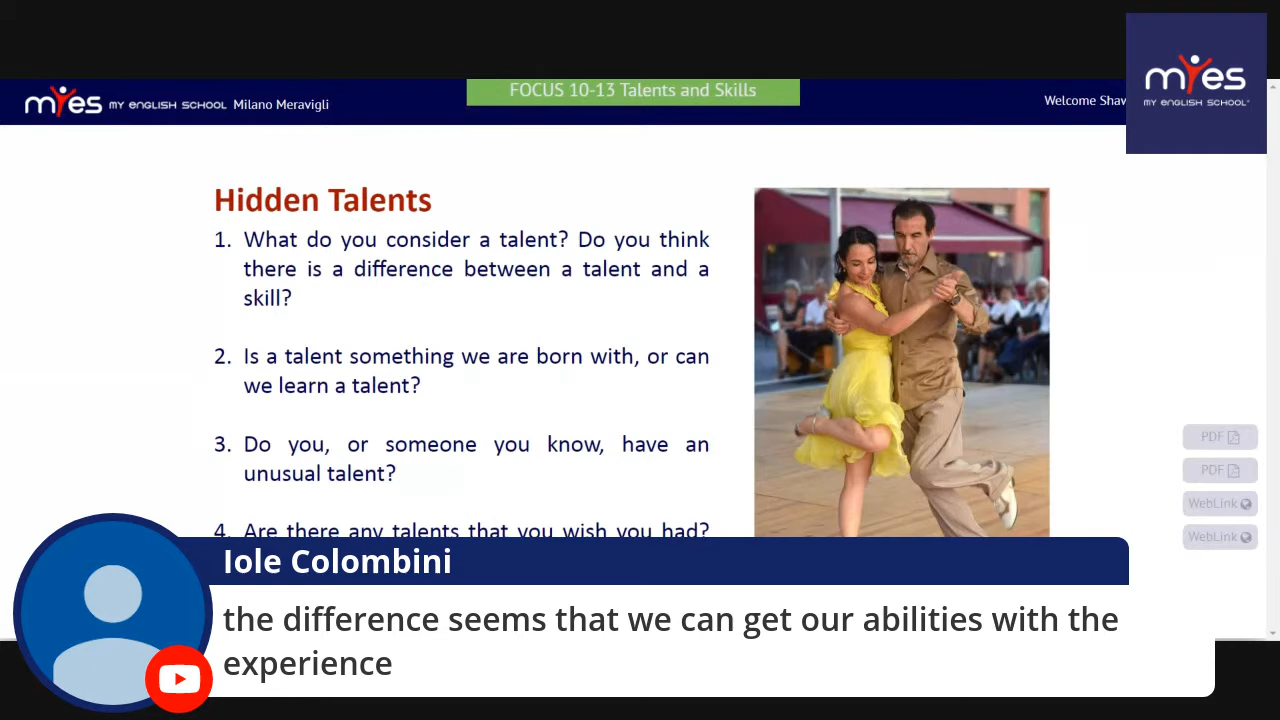 FOCUS 10-13 Talents and Skills
myes MY ENGLISH SCHOOL Milano Meravigli
Welcome Shaw
myes
MY ENGLISH SCHOOL
Hidden Talents
1. What do you consider a talent? Do you think
there is a difference between a talent and a
skill?
2. Is a talent something we are born with, or can
we learn a talent?
3. Do you, or someone you know, have an
unusual talent?
4. Are there any talents that you wish you had?
PDF
PDF
WebLink
WebLink
Iole Colombini
the difference seems that we can get our abilities with the
experience